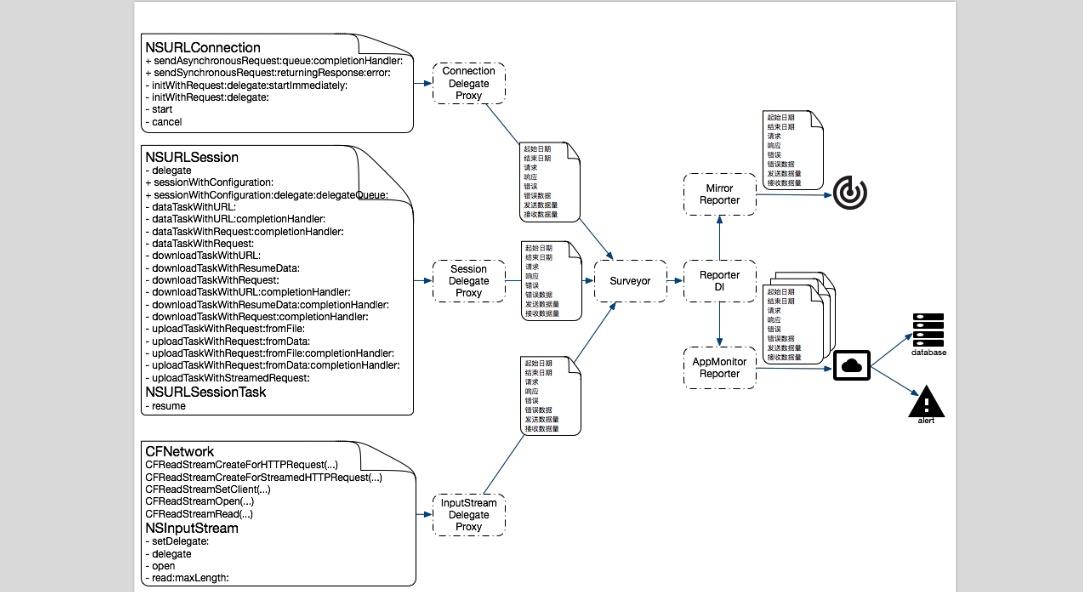 NSURLConnection
+ sendAsynchronousRequest:queue:completionHandler:
+ sendSynchronousRequest:returningResponse:error:
- initWithRequest:delegate:startImmediately:
- initWithRequest:delegate:
- start
- cancel
Connection
Delegate
Proxy
NSURLSession
- delegate
+ sessionWithConfiguration:
+ sessionWithConfiguration:delegate:delegateQueue:
- dataTaskWithURL:
- dataTaskWithURL:completionHandler:
- dataTaskWithRequest:completionHandler:
- dataTaskWithRequest:
- downloadTaskWithURL:
- downloadTaskWithResumeData:
- downloadTaskWithRequest:
- downloadTaskWithURL:completionHandler:
- downloadTaskWithResumeData:completionHandler:
- downloadTaskWithRequest:completionHandler:
- uploadTaskWithRequest:fromFile:
- uploadTaskWithRequest:fromData:
- uploadTaskWithRequest:fromFile:completionHandler:
- uploadTaskWithRequest:fromData:completionHandler:
- uploadTaskWithStreamedRequest:
NSURLSessionTask
- resume
Session
Delegate
Proxy
CFNetwork
CFReadStreamCreateForHTTPRequest(...)
CFReadStreamCreateForStreamedHTTPRequest(...)
CFReadStreamSetClient(...)
CFReadStreamOpen(...)
CFReadStreamRead(...)
NSInputStream
- setDelegate:
- delegate
- open
- read:maxLength:
InputStream
Delegate
Proxy
起始日期
结束日期
请求
响应
错误
错误数据
发送数据量
接收数据量
起始日期
结束日期
请求
响应
错误
错误数据
发送数据量
接收数据量
起始日期
结束日期
请求
响应
错误
错误数据
发送数据量
接收数据量
Surveyor
Reporter
DI
Mirror
Reporter
起始日期
结束日期
请求
响应
错误
错误数据
发送数据量
接收数据量
AppMonitor
Reporter
起始日期
结束日期
请求
响应
错误
错误数据
发送数据量
接收数据量
database
alert